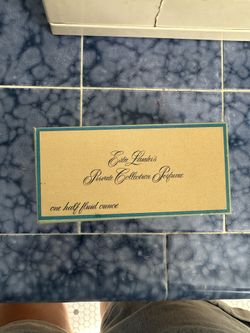 Estée Lauder's
Private Collection Perfume
one half fluid ounce